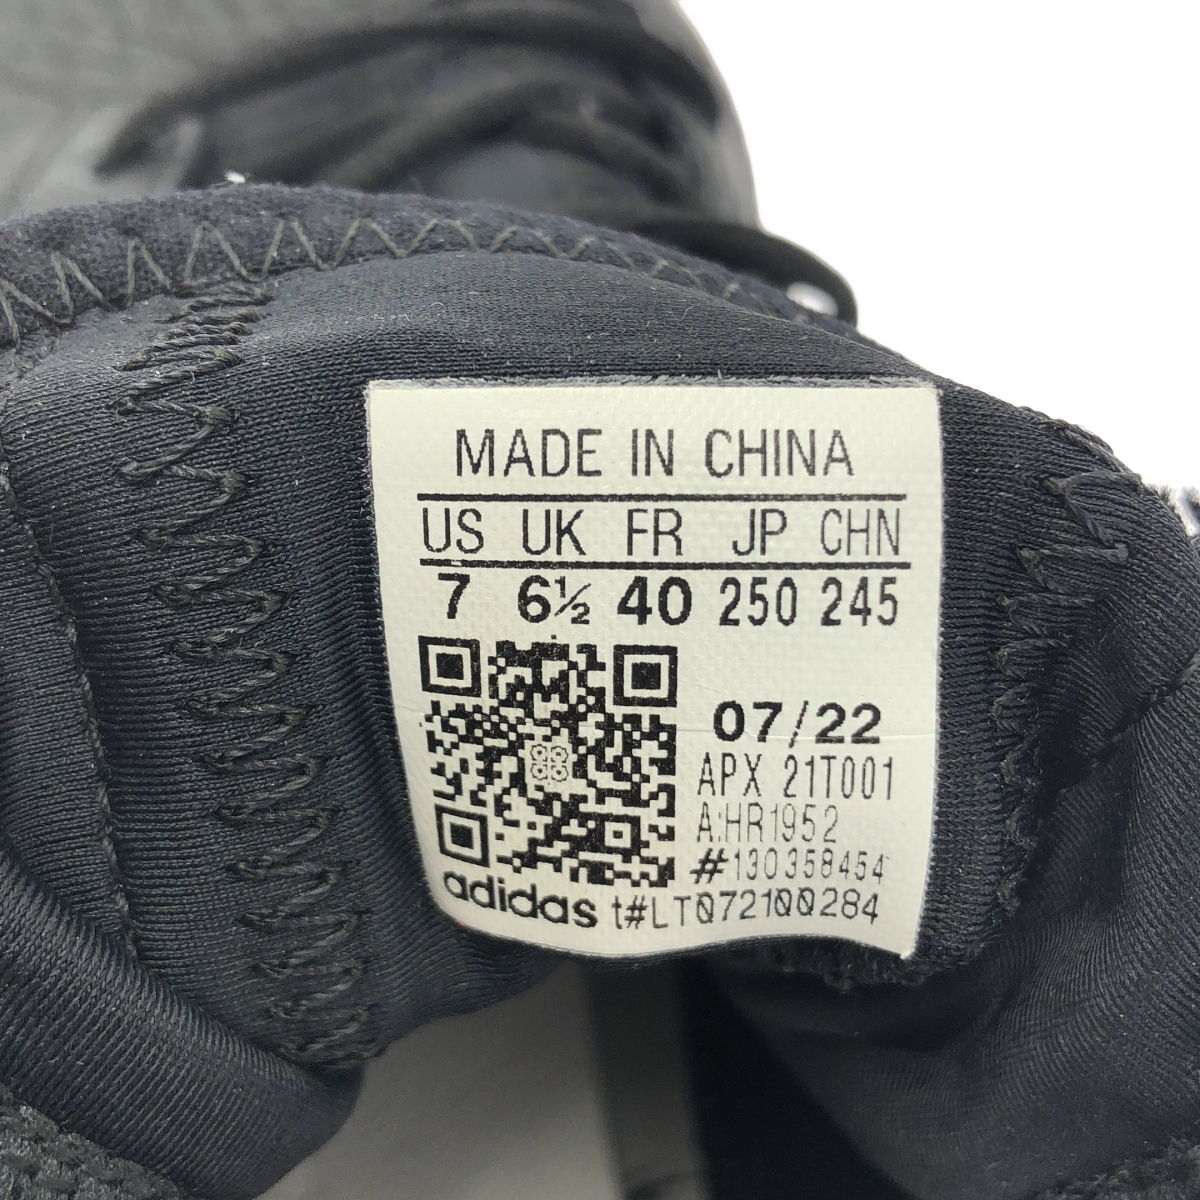 MADE IN CHINA
US UK FR JP CHN
7 6½ 40 250 245
07/22
APX 21T001
A:HR1952
#130358454
adidas t#LT072100284